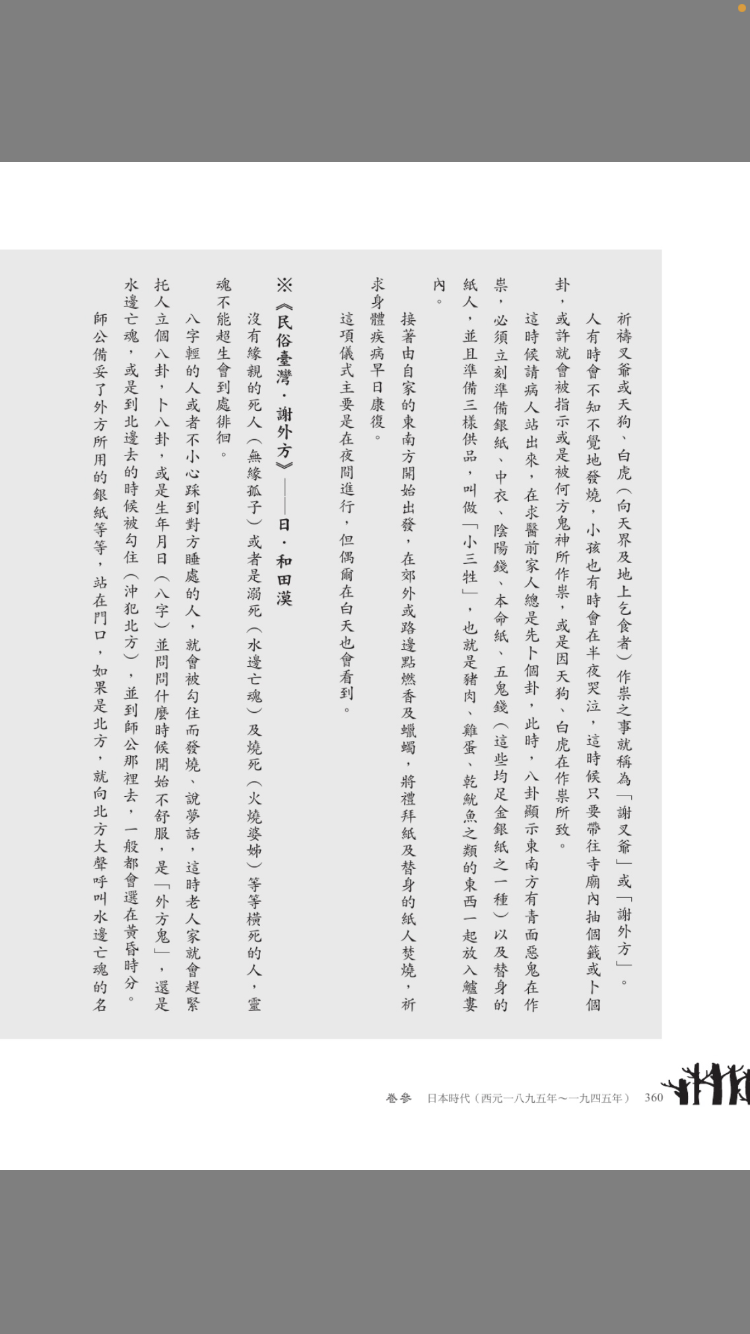 祈禱叉爺或天狗、白虎（向天界及地上乞食者）作祟之事就稱為「謝叉爺」或「謝外方」。
人有時會不知不覺地發燒，小孩也有時會在半夜哭泣，這時候只要帶往寺廟內抽個籤或卜個
卦，或許就會被指示或是被何方鬼神所作祟，或是因天狗、白虎在作祟所致。
這時候請病人站出來，在求醫前家人總是先卜個卦，此時，八卦顯示東南方有青面惡鬼在作
祟，必須立刻準備銀紙、中衣、陰陽錢、本命紙、五鬼錢（這些均足金銀紙之一種）以及替身的
紙人，並且準備三樣供品，叫做「小三牲」，也就是豬肉、雞蛋、乾魷魚之類的東西一起放入鱸婁
內。
接著由自家的東南方開始出發，在郊外或路邊點燃香及蠟蠋，將禮拜紙及替身的紙人焚燒，祈
求身體疾病早日康復。
這項儀式主要是在夜間進行，但偶爾在白天也會看到。
※《民俗臺灣‧謝外方》——日‧和田漠
沒有緣親的死人（無緣孤子）或者是溺死（水邊亡魂）及燒死（火燒婆姊）等等橫死的人，靈
魂不能超生會到處徘徊。
八字輕的人或者不小心踩到對方睡處的人，就會被勾住而發燒、說夢話，這時老人家就會趕緊
托人立個八卦，卜八卦，或是生年月日（八字）並問問什麼時候開始不舒服，是「外方鬼」，還是
水邊亡魂，或是到北邊去的時候被勾住（沖犯北方），並到師公那裡去，一般都會選在黃昏時分。
師公備妥了外方所用的銀紙等等，站在門口，如果是北方，就向北方大聲呼叫水邊亡魂的名
卷參　日本時代（西元一八九五年～一九四五年）　360